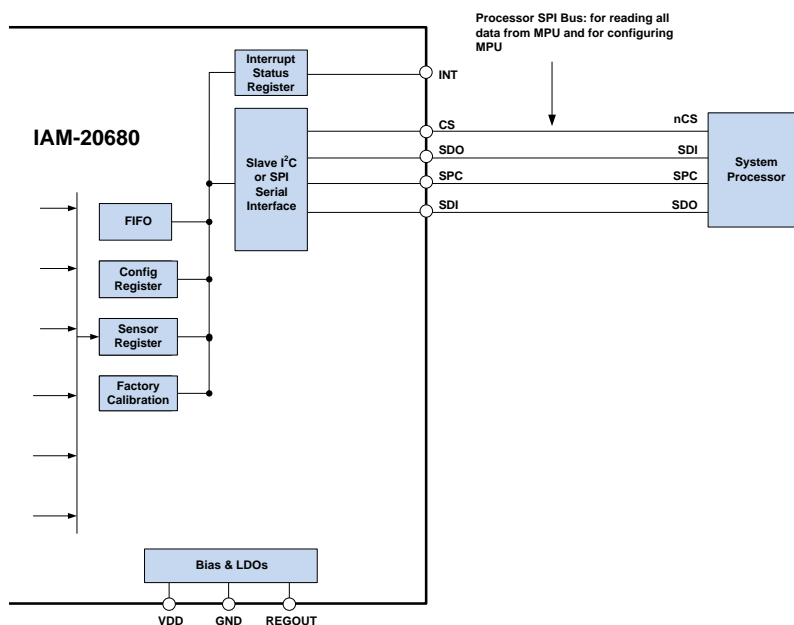 Processor SPI Bus: for reading all
data from MPU and for configuring
MPU
Interrupt
Status
Register
INT
IAM-20680
CS
nCS
SDO
SDI
SPC
SPC
SDI
SDO
Slave I²C
or SPI
Serial
Interface
System
Processor
FIFO
Config
Register
Sensor
Register
Factory
Calibration
Bias & LDOs
VDD
GND
REGOUT